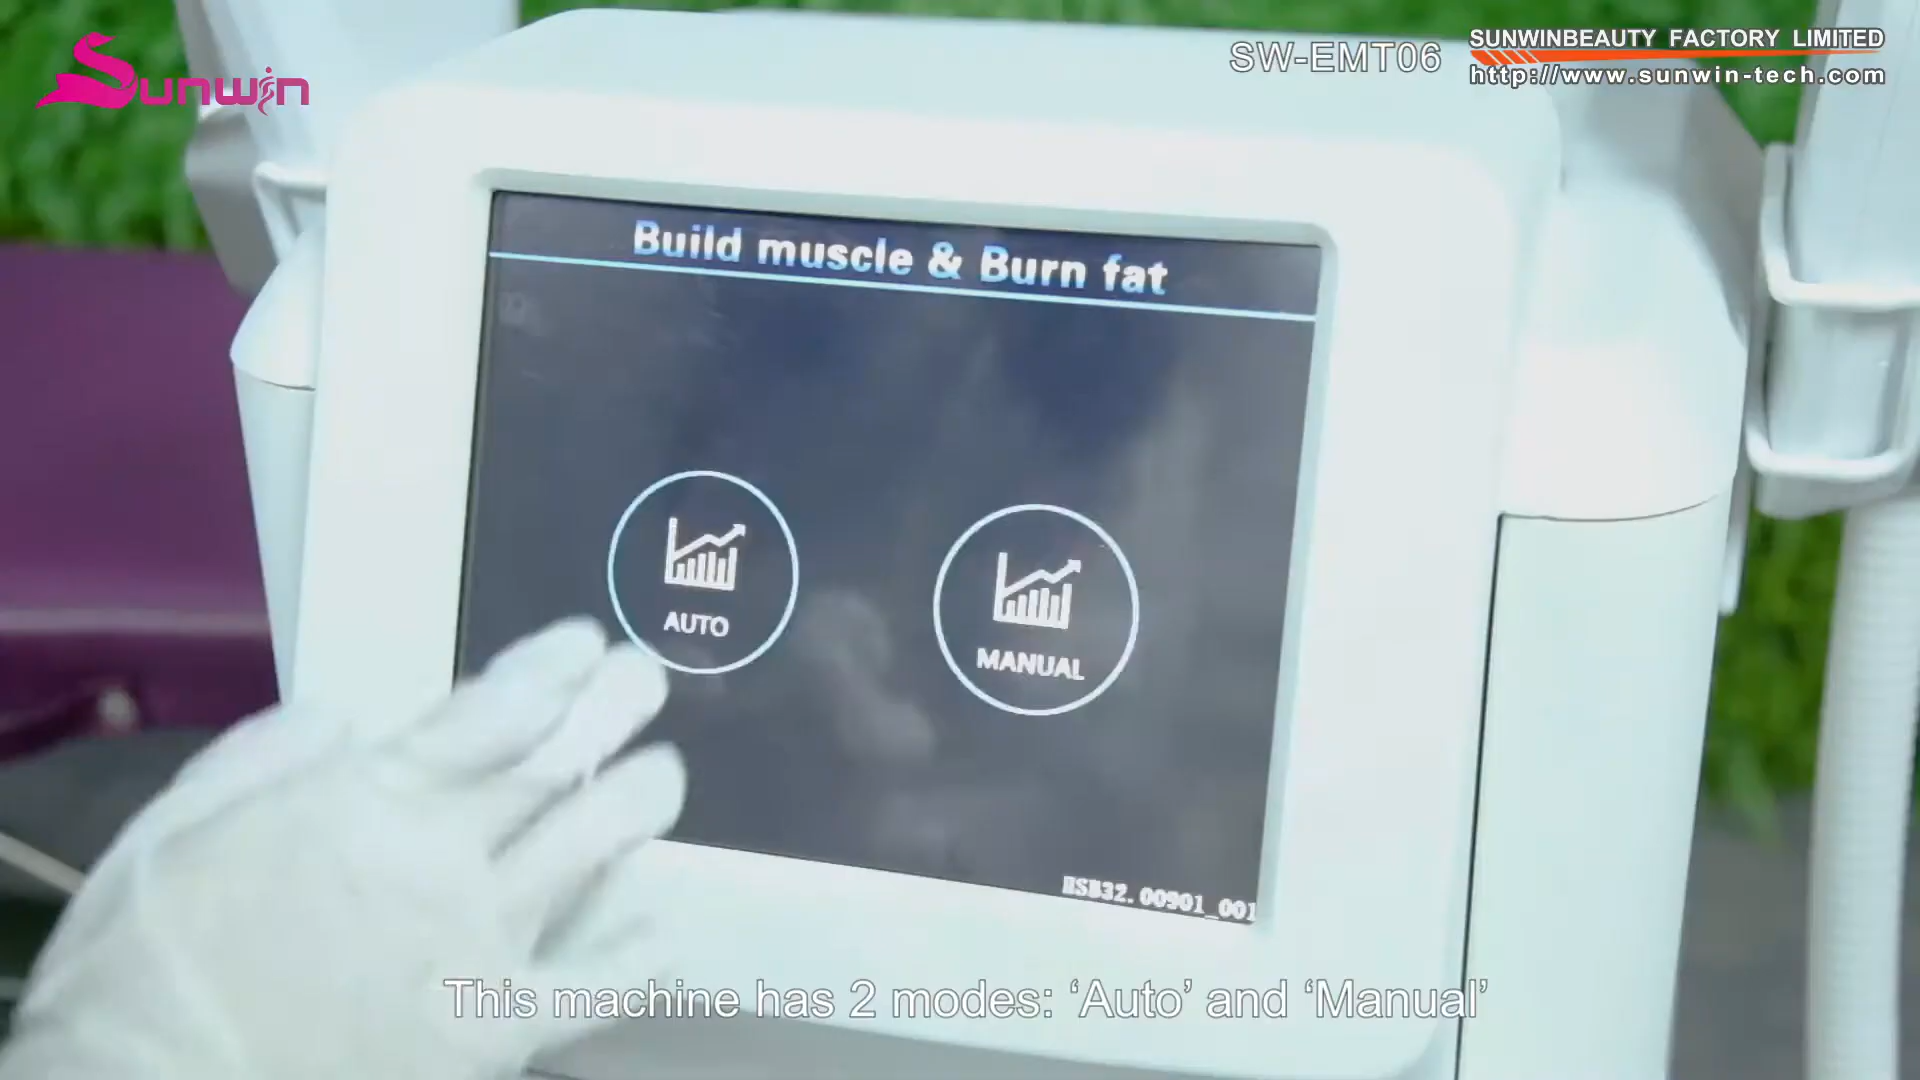 Sunwin
SW-EMT06
SUNWINBEAUTY FACTORY LIMITED
http://www.sunwin-tech.com
Build muscle & Burn fat
AUTO
MANUAL
This machine has 2 modes: ‘Auto’ and ‘Manual’